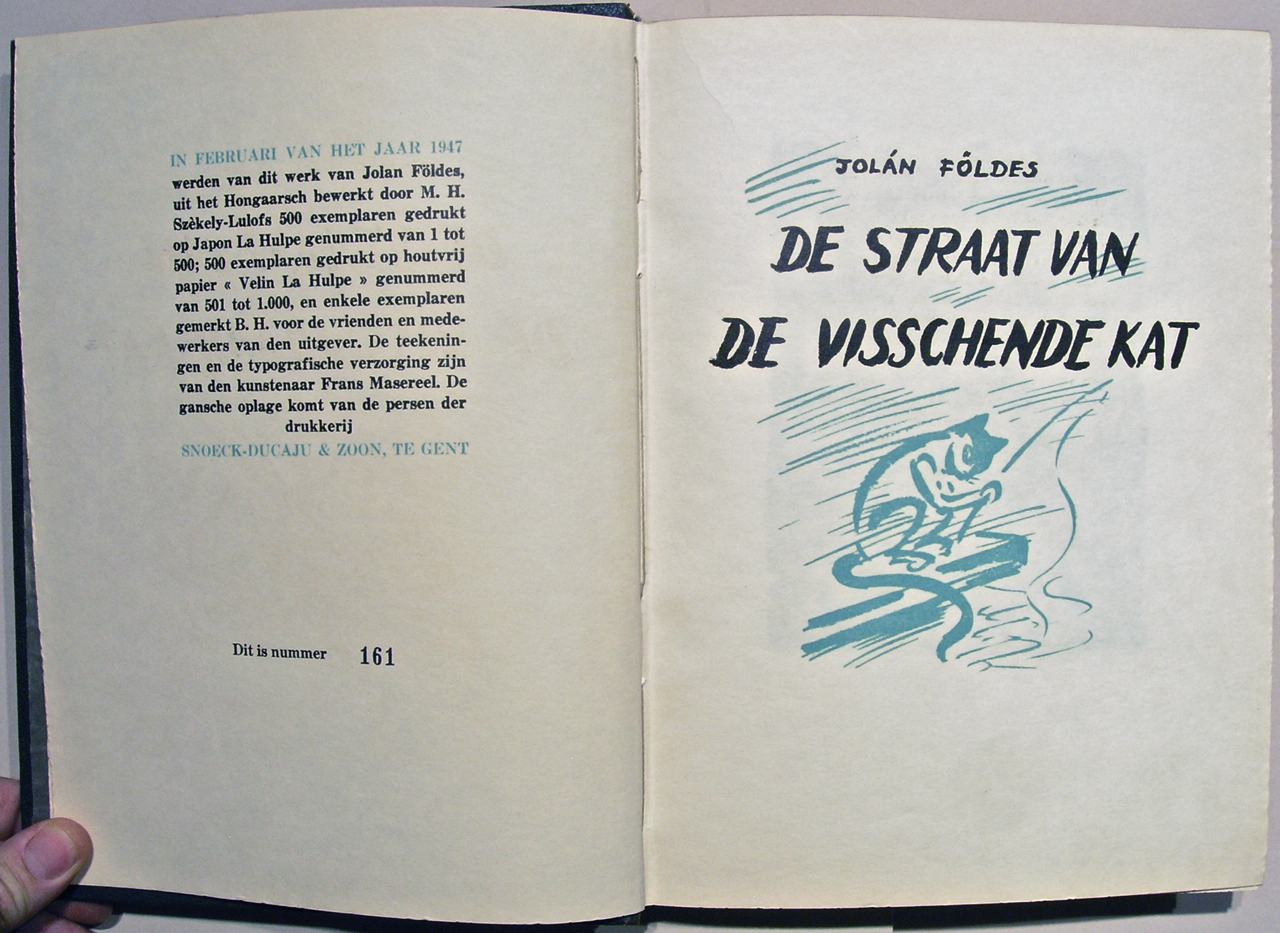 IN FEBRUARI VAN HET JAAR 1947
werden van dit werk van Jolan Földes,
uit het Hongaarsch bewerkt door M. H.
Szèkely-Lulofs 500 exemplaren gedrukt
op Japon La Hulpe genummerd van 1 tot
500; 500 exemplaren gedrukt op houtvrij
papier « Velin La Hulpe » genummerd
van 501 tot 1.000, en enkele exemplaren
gemerkt B. H. voor de vrienden en mede-
werkers van den uitgever. De teekenin-
gen en de typografische verzorging zijn
van den kunstenaar Frans Masereel. De
gansche oplage komt van de persen der
drukkerij
SNOECK-DUCAJU & ZOON, TE GENT
Dit is nummer 161
JOLÁN FÖLDES
DE STRAAT VAN
DE VISSCHENDE KAT